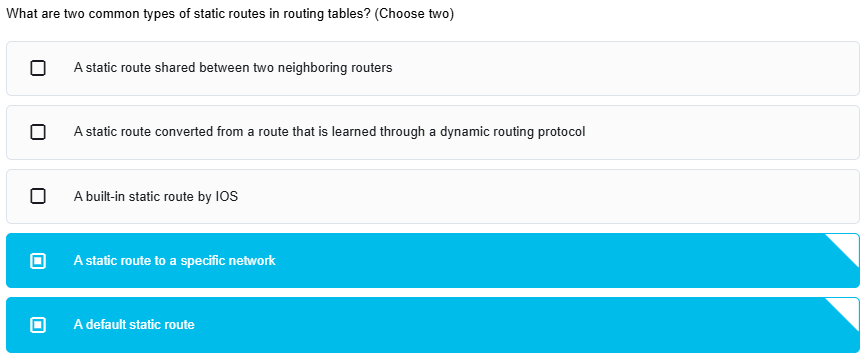 What are two common types of static routes in routing tables? (Choose two)
A static route shared between two neighboring routers
A static route converted from a route that is learned through a dynamic routing protocol
A built-in static route by IOS
A static route to a specific network
A default static route